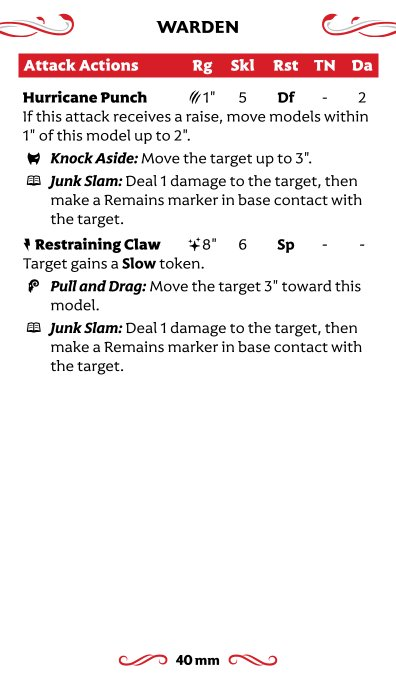 WARDEN
Attack Actions Rg Skl Rst TN Da
Hurricane Punch 1" 5 Df - 2
If this attack receives a raise, move models within
1" of this model up to 2".
Knock Aside: Move the target up to 3".
Junk Slam: Deal 1 damage to the target, then
make a Remains marker in base contact with
the target.
Restraining Claw 8" 6 Sp - -
Target gains a Slow token.
Pull and Drag: Move the target 3" toward this
model.
Junk Slam: Deal 1 damage to the target, then
make a Remains marker in base contact with
the target.
40 mm